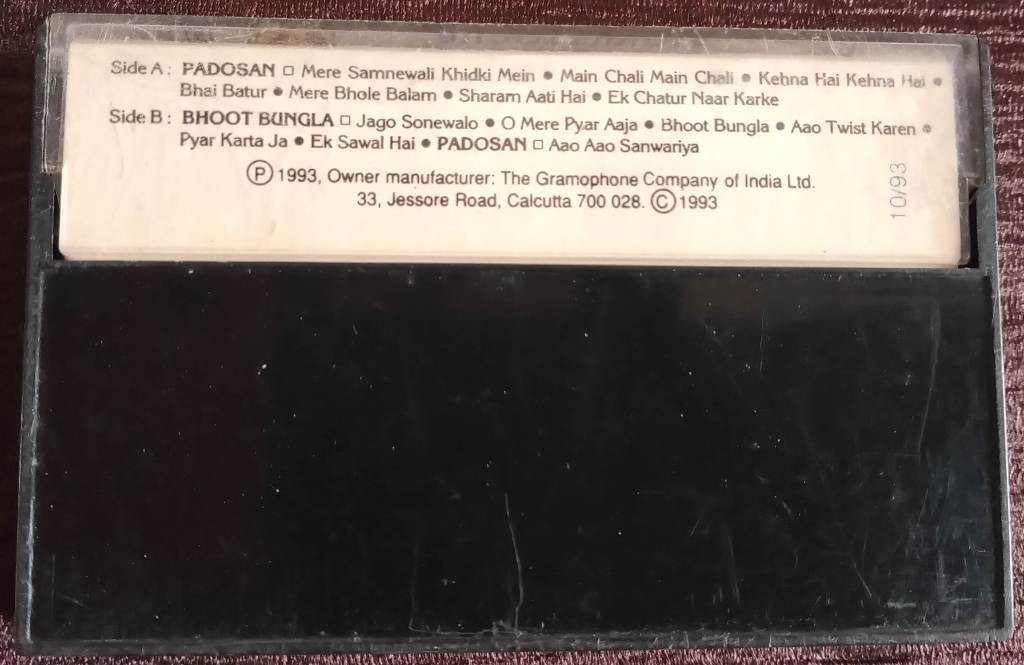 Side A : PADOSAN □ Mere Samnewali Khidki Mein ● Main Chali Main Chali ● Kehna Hai Kehna Hai ●
Bhai Batur ● Mere Bhole Balam ● Sharam Aati Hai ● Ek Chatur Naar Karke
Side B : BHOOT BUNGLA □ Jago Sonewalo ● O Mere Pyar Aaja ● Bhoot Bungla ● Aao Twist Karen ●
Pyar Karta Ja ● Ek Sawal Hai ● PADOSAN □ Aao Aao Sanwariya
Ⓟ 1993, Owner manufacturer: The Gramophone Company of India Ltd.
33, Jessore Road, Calcutta 700 028. Ⓒ 1993
10/93